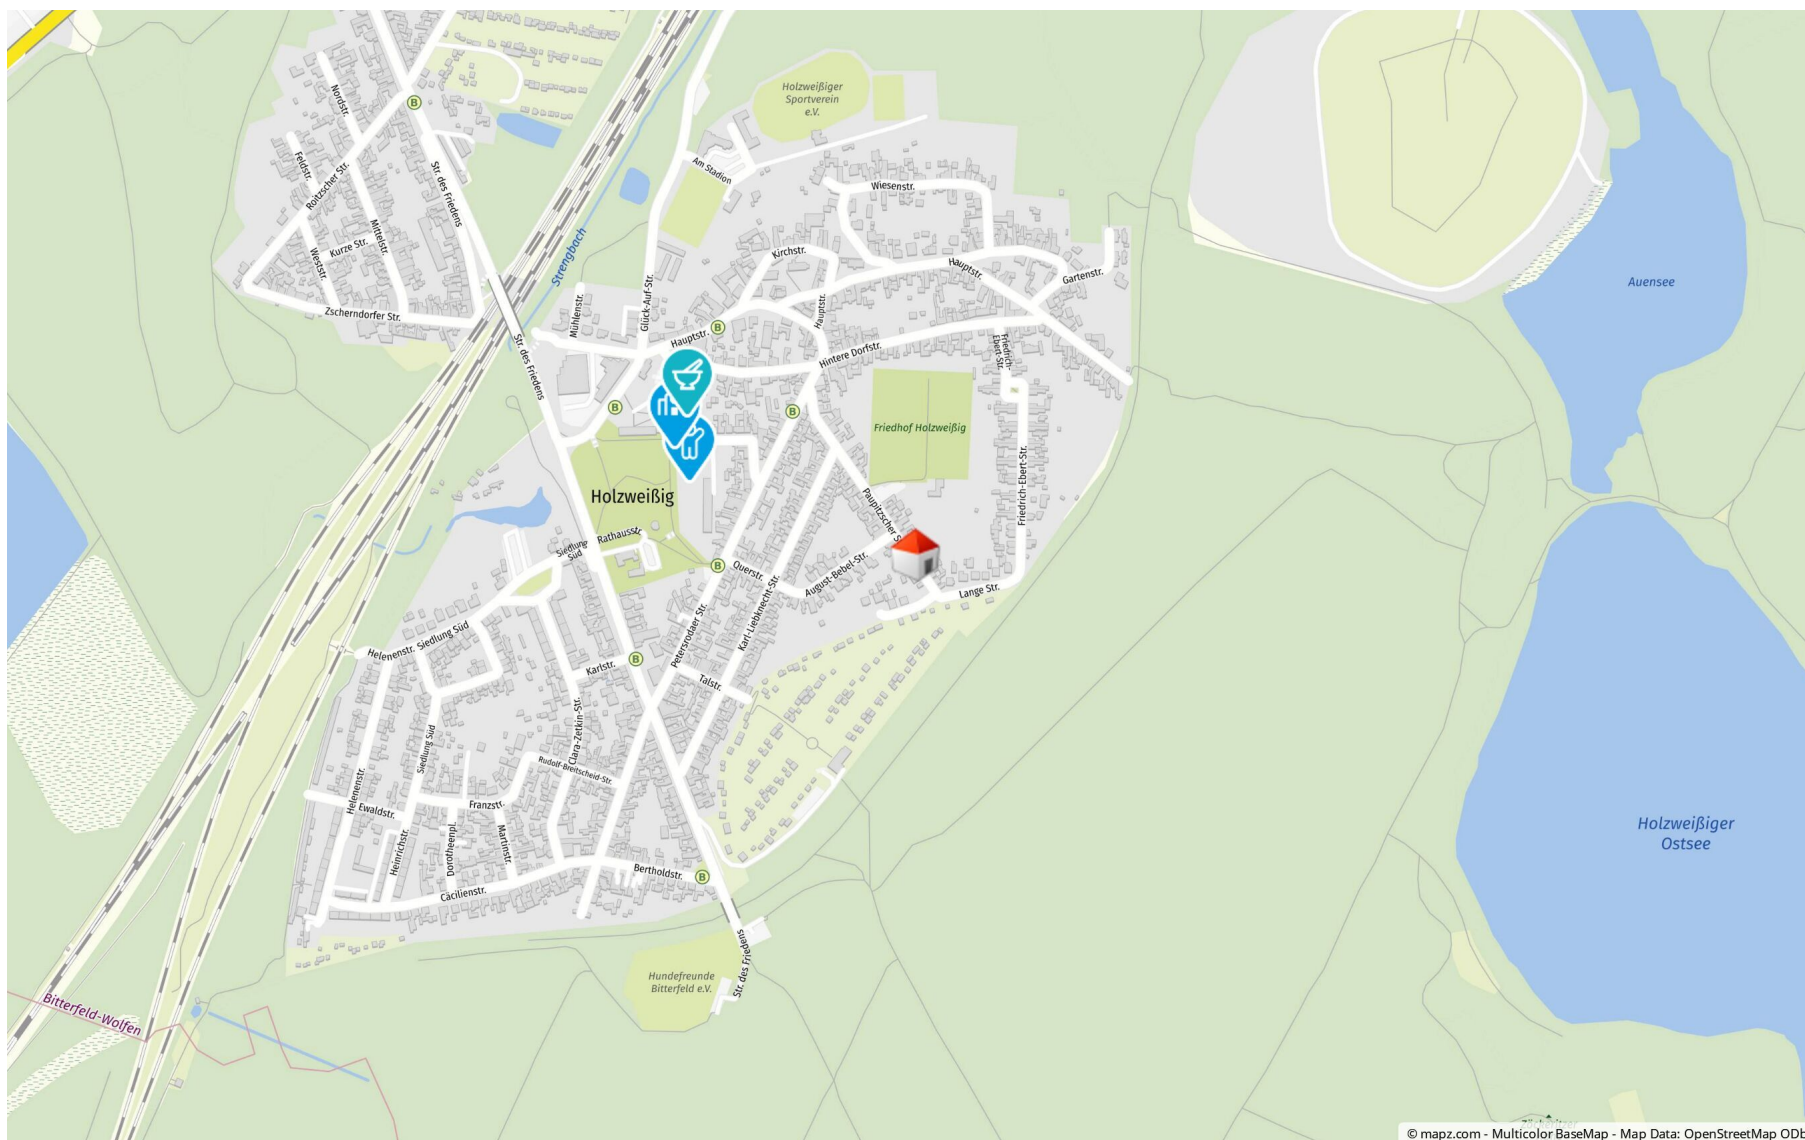 Nordstr.
Feldstr.
Roitzscher Str.
Str. des Friedens
Mittelstr.
Kurze Str.
Weststr.
Zscherndorfer Str.
B
Strengbach
Holzweißiger
Sportverein
e.V.
Am Stadion
Wiesenstr.
Kirchstr.
Hauptstr.
Gartenstr.
Auensee
Mühlenstr.
Glück-Auf-Str.
Hauptstr.
B
Hauptstr.
Hintere Dorfstr.
Friedrich-
Ebert-Str.
Str. des Friedens
B
B
Friedhof Holzweißig
Holzweißig
Paupitzscher S
Friedrich-Ebert-Str.
Siedlung
Süd
Rathausstr.
B
Querstr.
August-Bebel-Str.
Lange Str.
Karl-Liebknecht-Str.
Petersrodaer Str.
Helenenstr.
Siedlung Süd
Karlstr.
B
Talstr.
Clara-Zetkin-Str.
Siedlung Süd
Rudolf-Breitscheid-Str.
Helenenstr.
Ewaldstr.
Franzstr.
Heinrichstr.
Dorotheenpl.
Martinstr.
Cäcilienstr.
Bertholdstr.
B
Holzweißiger
Ostsee
Str. des Friedens
Hundefreunde
Bitterfeld e.V.
Bitterfeld-Wolfen
© mapz.com - Multicolor BaseMap - Map Data: OpenStreetMap ODb